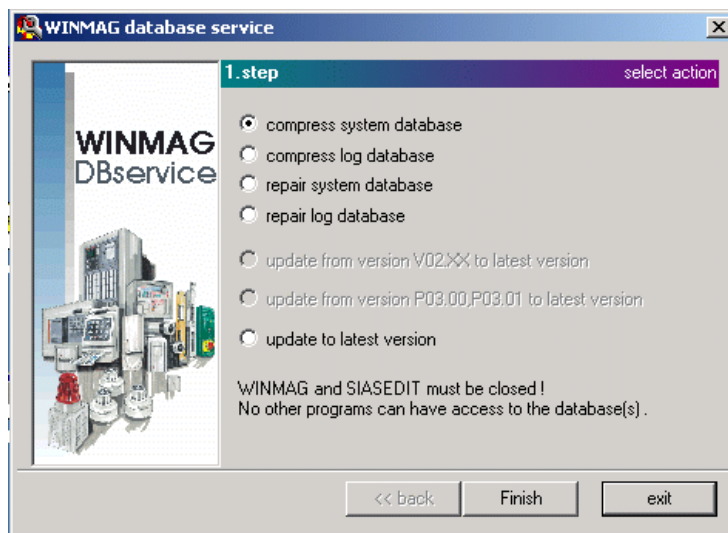 WINMAG database service
1.step select action
WINMAG
DBservice
compress system database
compress log database
repair system database
repair log database
update from version V02.XX to latest version
update from version P03.00,P03.01 to latest version
update to latest version
WINMAG and SIASEDIT must be closed !
No other programs can have access to the database(s) .
<< back Finish exit